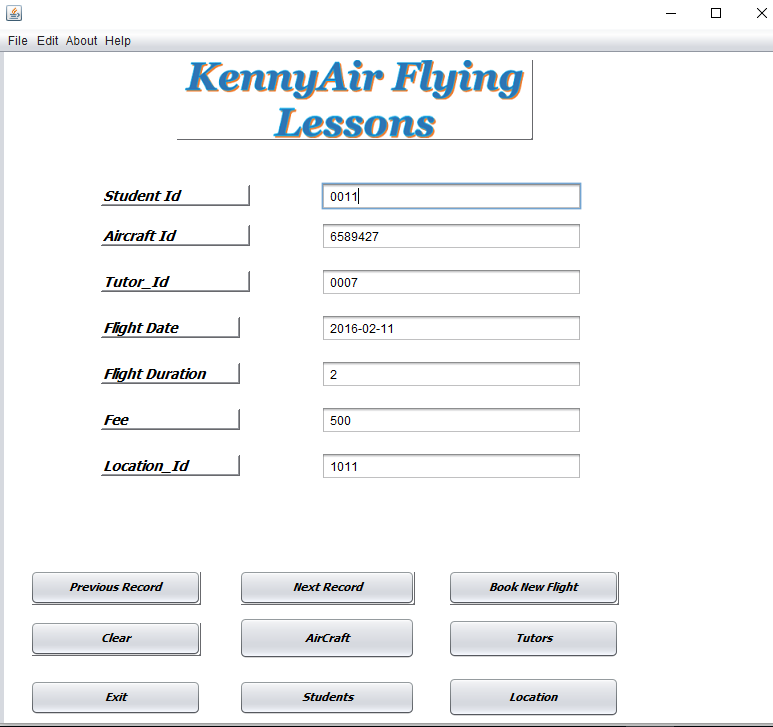 File Edit About Help
KennyAir Flying
Lessons
Student Id 0011
Aircraft Id 6589427
Tutor_Id 0007
Flight Date 2016-02-11
Flight Duration 2
Fee 500
Location_Id 1011
Previous Record Next Record Book New Flight
Clear AirCraft Tutors
Exit Students Location